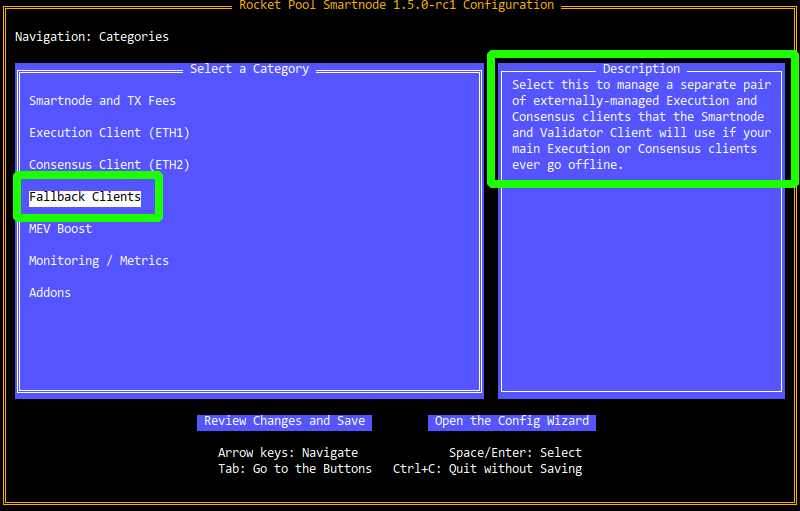 Rocket Pool Smartnode 1.5.0-rc1 Configuration
Navigation: Categories
Select a Category
Smartnode and TX Fees
Execution Client (ETH1)
Consensus Client (ETH2)
Fallback Clients
MEV Boost
Monitoring / Metrics
Addons
Description
Select this to manage a separate pair
of externally-managed Execution and
Consensus clients that the Smartnode
and Validator Client will use if your
main Execution or Consensus clients
ever go offline.
Review Changes and Save
Open the Config Wizard
Arrow keys: Navigate Space/Enter: Select
Tab: Go to the Buttons Ctrl+C: Quit without Saving